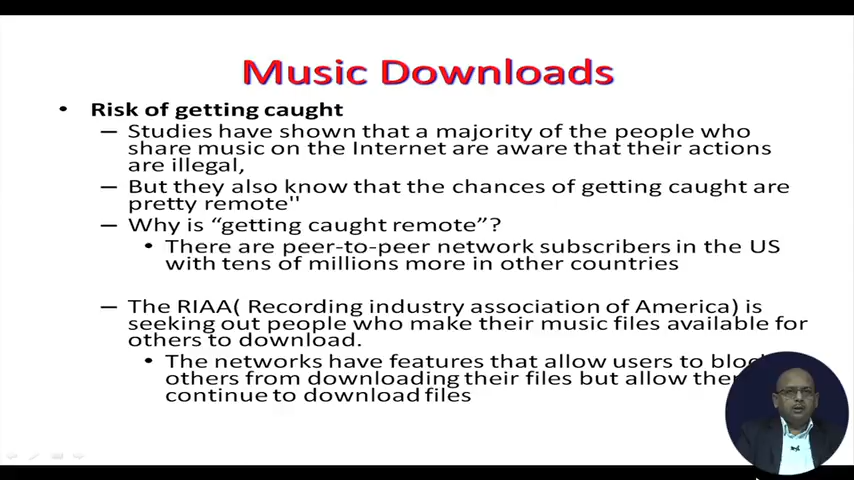 Music Downloads
• Risk of getting caught
– Studies have shown that a majority of the people who
share music on the Internet are aware that their actions
are illegal,
– But they also know that the chances of getting caught are
pretty remote''
– Why is “getting caught remote”?
• There are peer-to-peer network subscribers in the US
with tens of millions more in other countries
– The RIAA( Recording industry association of America) is
seeking out people who make their music files available for
others to download.
• The networks have features that allow users to
others from downloading their files but allow
continue to download files